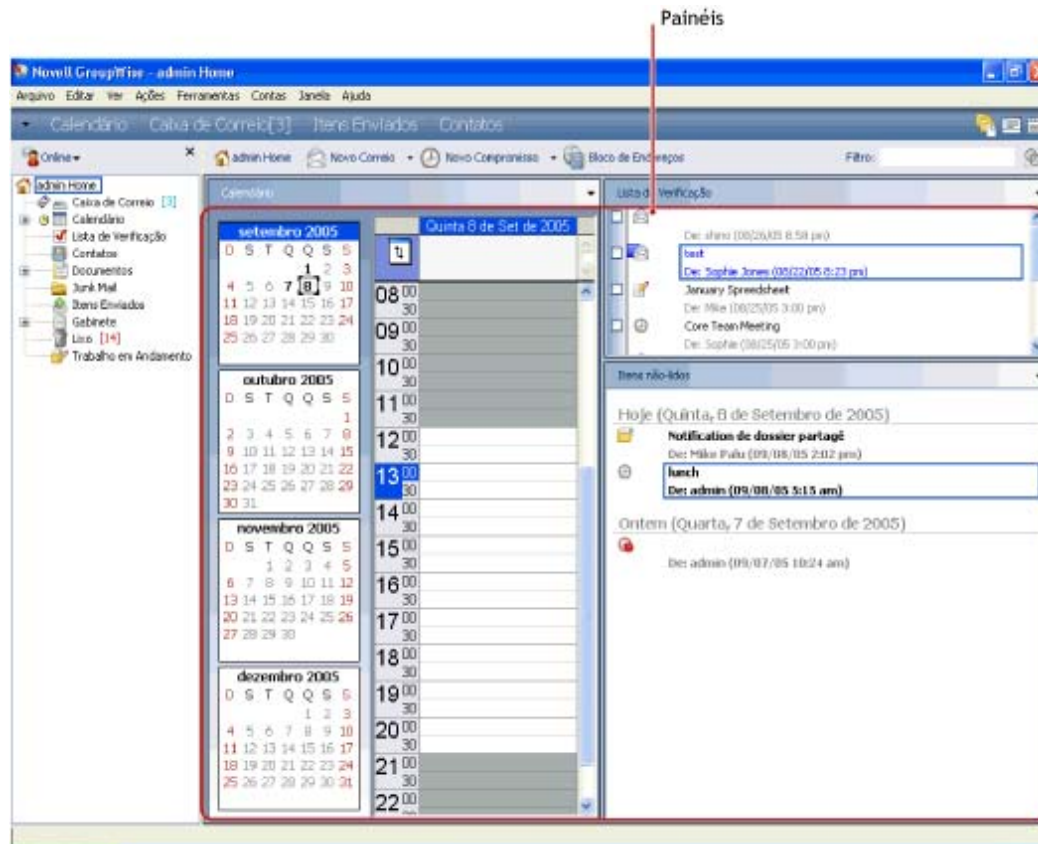 Painéis
Novell GroupWise - admin Home
Arquivo Editar Ver Ações Ferramentas Contas Janela Ajuda
Calendário Caixa de Correio[3] Itens Enviados Contatos
Online admin Home Novo Correio Novo Compromisso Bloco de Endereços Filtro:
admin Home
Caixa de Correio [3]
Calendário
Lista de Verificação
Contatos
Documentos
Junk Mail
Itens Enviados
Gabinete
Lixo [14]
Trabalho em Andamento
Calendário
setembro 2005
D S T Q Q S S
1 2 3
4 5 6 7 8 9 10
11 12 13 14 15 16 17
18 19 20 21 22 23 24
25 26 27 28 29 30
outubro 2005
D S T Q Q S S
1
2 3 4 5 6 7 8
9 10 11 12 13 14 15
16 17 18 19 20 21 22
23 24 25 26 27 28 29
30 31
novembro 2005
D S T Q Q S S
1 2 3 4 5
6 7 8 9 10 11 12
13 14 15 16 17 18 19
20 21 22 23 24 25 26
27 28 29 30
dezembro 2005
D S T Q Q S S
1 2 3
4 5 6 7 8 9 10
11 12 13 14 15 16 17
18 19 20 21 22 23 24
25 26 27 28 29 30 31
Quinta 8 de Set de 2005
08 00
30
09 00
30
10 00
30
11 00
30
12 00
30
13 00
30
14 00
30
15 00
30
16 00
30
17 00
30
18 00
30
19 00
30
20 00
30
21 00
30
22 00
Lista de Verificação
De: shino (08/26/05 8:58 pm)
test
De: Sophie Jones (08/22/05 8:23 pm)
January Spreedsheet
De: Mike (08/25/05 3:00 pm)
Core Team Meeting
De: Sophie (08/25/05 3:00 pm)
Itens não-lidos
Hoje (Quinta, 8 de Setembro de 2005)
Notification de dossier partagê
De: Mike Palu (09/08/05 2:02 pm)
lunch
De: admin (09/08/05 5:15 am)
Ontem (Quarta, 7 de Setembro de 2005)
De: admin (09/07/05 10:24 am)